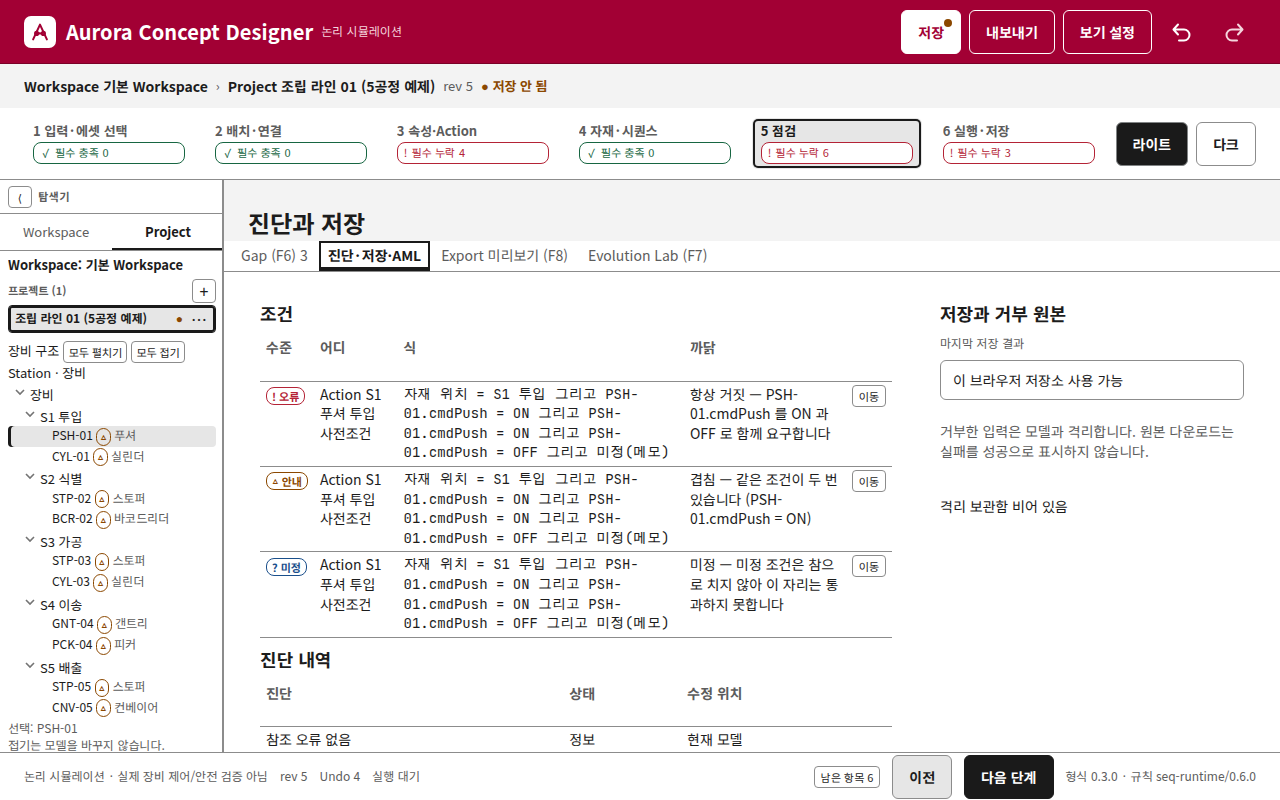 Aurora Concept Designer 논리 시뮬레이션
저장 내보내기 보기 설정
Workspace 기본 Workspace › Project 조립 라인 01 (5공정 예제) rev 5 ● 저장 안 됨
1 입력·에셋 선택
✓ 필수 충족 0
2 배치·연결
✓ 필수 충족 0
3 속성·Action
! 필수 누락 4
4 자재·시퀀스
✓ 필수 충족 0
5 점검
! 필수 누락 6
6 실행·저장
! 필수 누락 3
라이트 다크
⟨ 탐색기
Workspace Project
Workspace: 기본 Workspace
프로젝트 (1) +
조립 라인 01 (5공정 예제) ● ···
장비 구조 모두 펼치기 모두 접기
Station · 장비
장비
S1 투입
PSH-01 △ 푸셔
CYL-01 △ 실린더
S2 식별
STP-02 △ 스토퍼
BCR-02 △ 바코드리더
S3 가공
STP-03 △ 스토퍼
CYL-03 △ 실린더
S4 이송
GNT-04 △ 갠트리
PCK-04 △ 피커
S5 배출
STP-05 △ 스토퍼
CNV-05 △ 컨베이어
선택: PSH-01
접기는 모델을 바꾸지 않습니다.
진단과 저장
Gap (F6) 3 진단·저장·AML Export 미리보기 (F8) Evolution Lab (F7)
조건
수준 어디 식 까닭
! 오류
Action S1
푸셔 투입
사전조건
자재 위치 = S1 투입 그리고 PSH-
01.cmdPush = ON 그리고 PSH-
01.cmdPush = ON 그리고 PSH-
01.cmdPush = OFF 그리고 미정(메모)
항상 거짓 — PSH-
01.cmdPush 를 ON 과
OFF 로 함께 요구합니다
이동
△ 안내
Action S1
푸셔 투입
사전조건
자재 위치 = S1 투입 그리고 PSH-
01.cmdPush = ON 그리고 PSH-
01.cmdPush = ON 그리고 PSH-
01.cmdPush = OFF 그리고 미정(메모)
겹침 — 같은 조건이 두 번
있습니다 (PSH-
01.cmdPush = ON)
이동
? 미정
Action S1
푸셔 투입
사전조건
자재 위치 = S1 투입 그리고 PSH-
01.cmdPush = ON 그리고 PSH-
01.cmdPush = ON 그리고 PSH-
01.cmdPush = OFF 그리고 미정(메모)
미정 — 미정 조건은 참으
로 치지 않아 이 자리는 통
과하지 못합니다
이동
진단 내역
진단 상태 수정 위치
참조 오류 없음 정보 현재 모델
저장과 거부 원본
마지막 저장 결과
이 브라우저 저장소 사용 가능
거부한 입력은 모델과 격리합니다. 원본 다운로드는
실패를 성공으로 표시하지 않습니다.
격리 보관함 비어 있음
논리 시뮬레이션 · 실제 장비 제어/안전 검증 아님 rev 5 Undo 4 실행 대기
남은 항목 6 이전 다음 단계 형식 0.3.0 · 규칙 seq-runtime/0.6.0